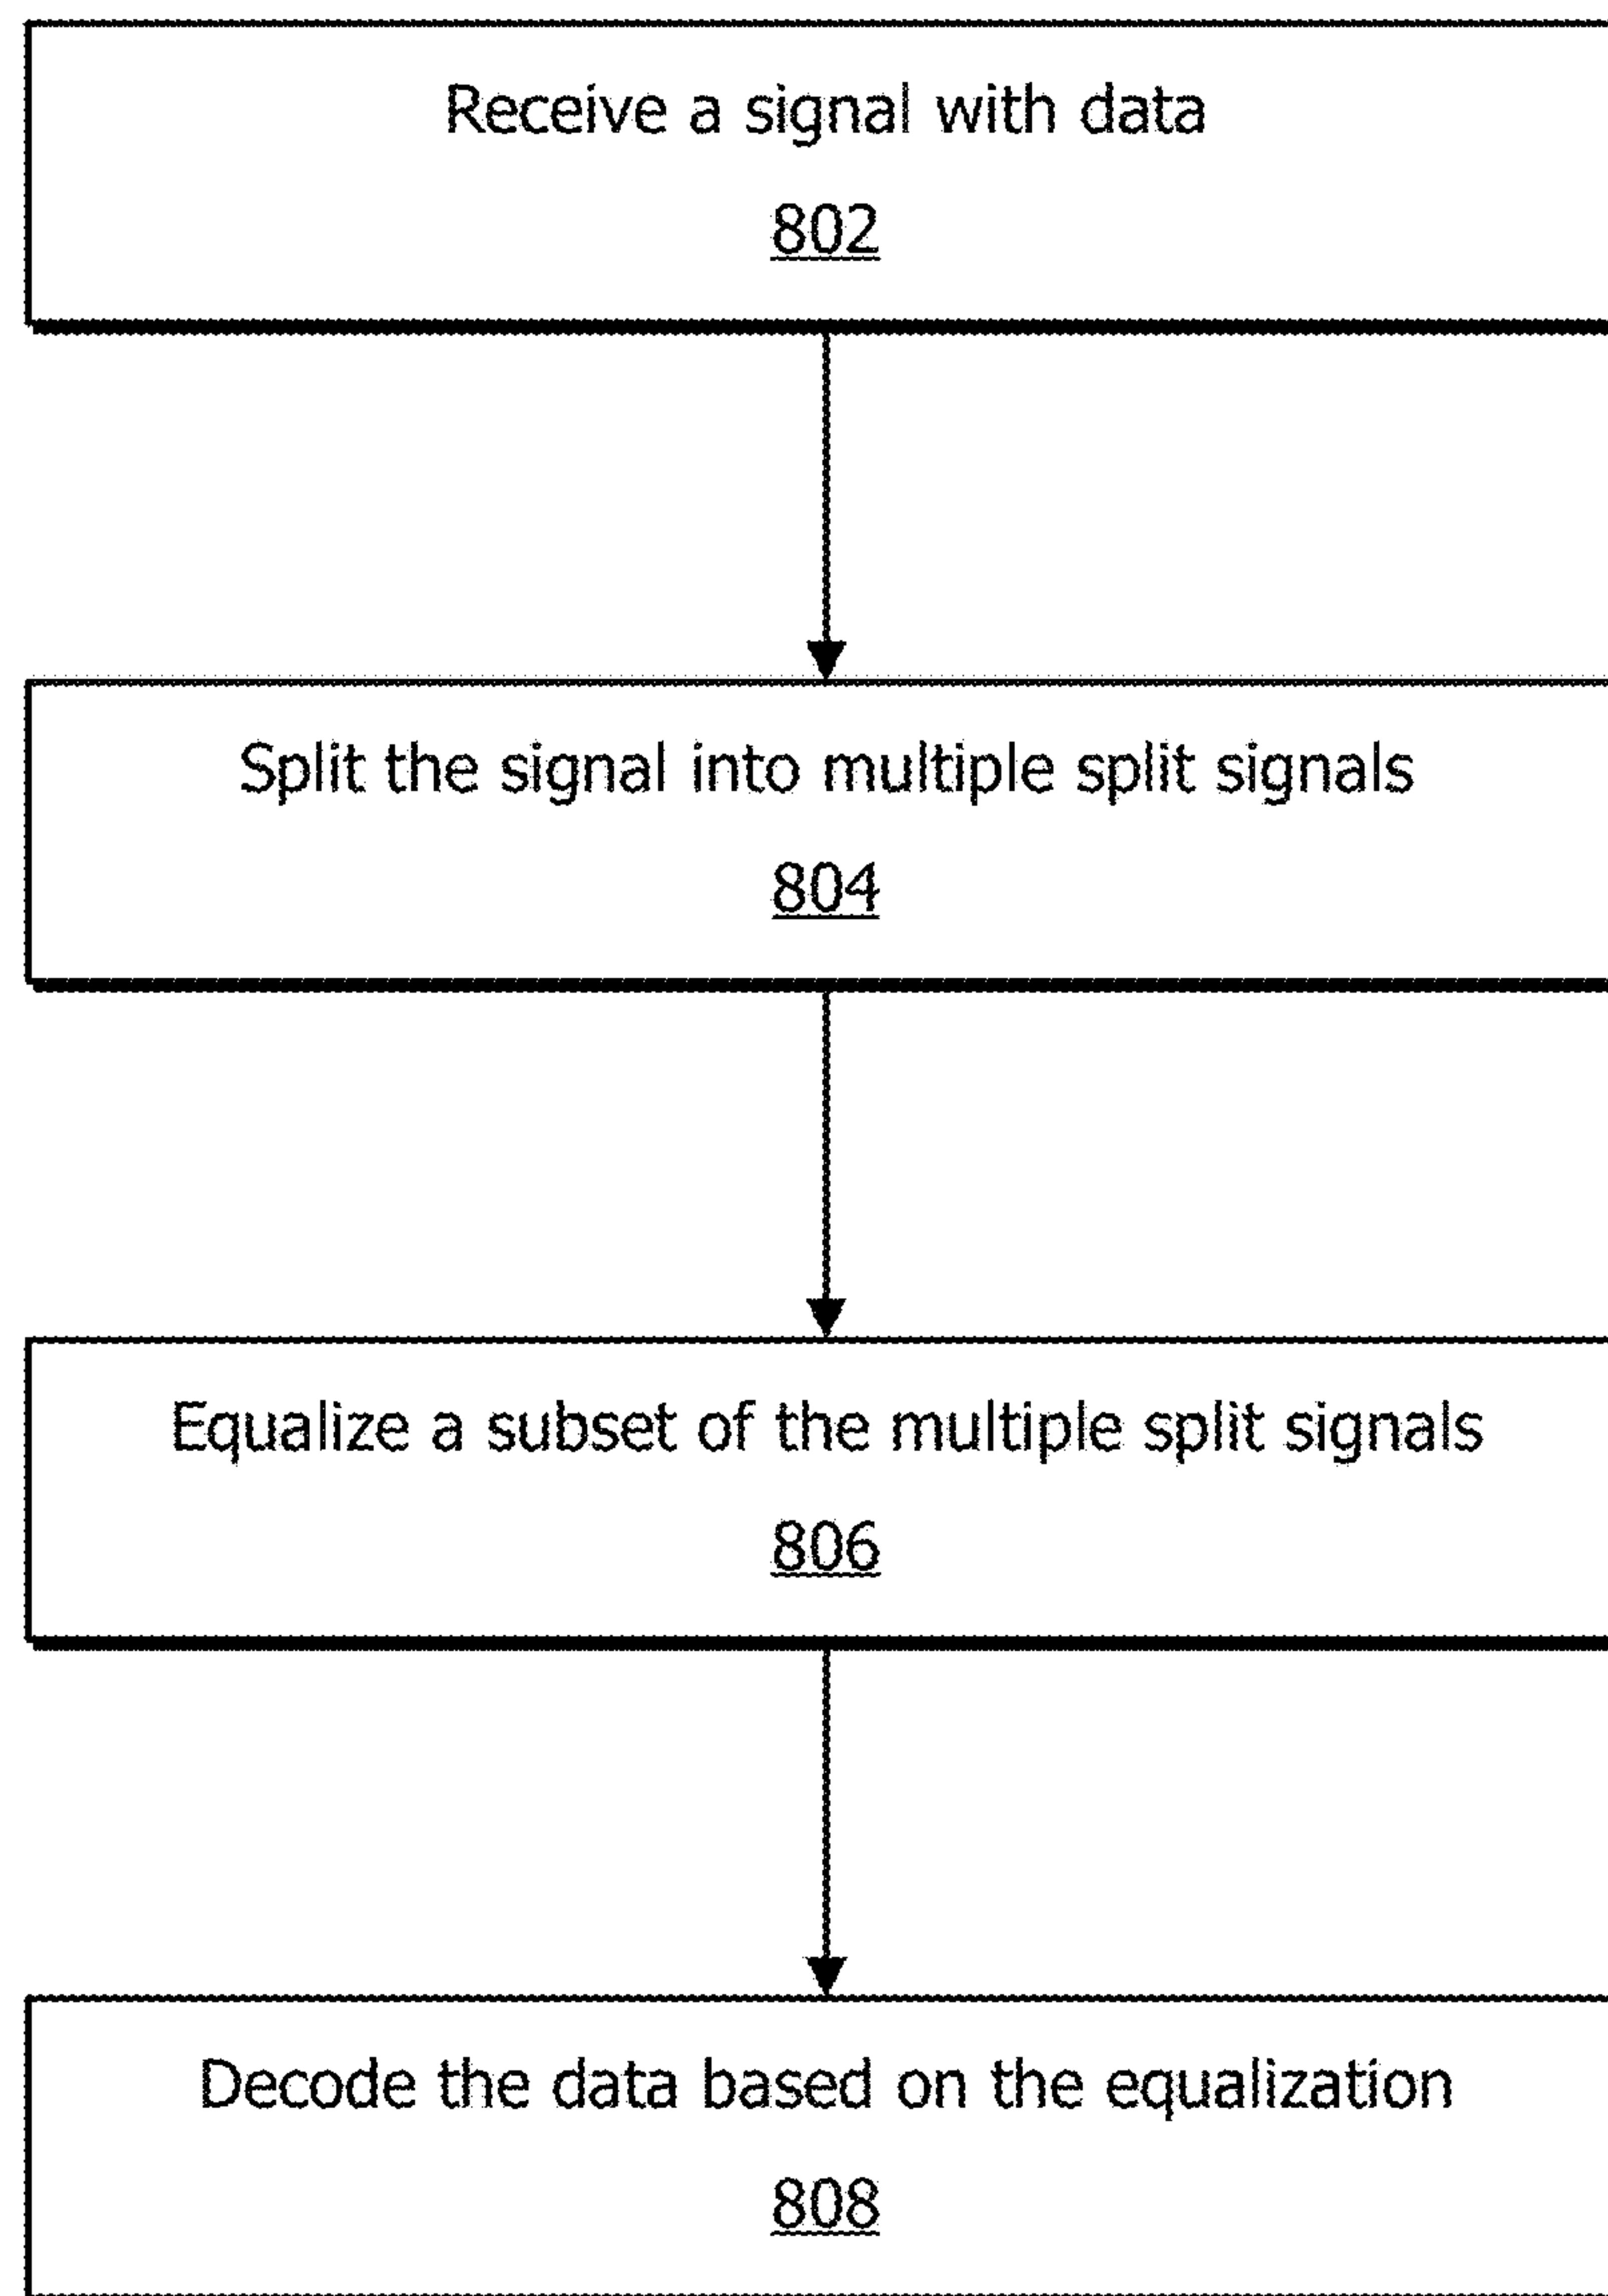 Receive a signal with data
802
Split the signal into multiple split signals
804
Equalize a subset of the multiple split signals
806
Decode the data based on the equalization
808